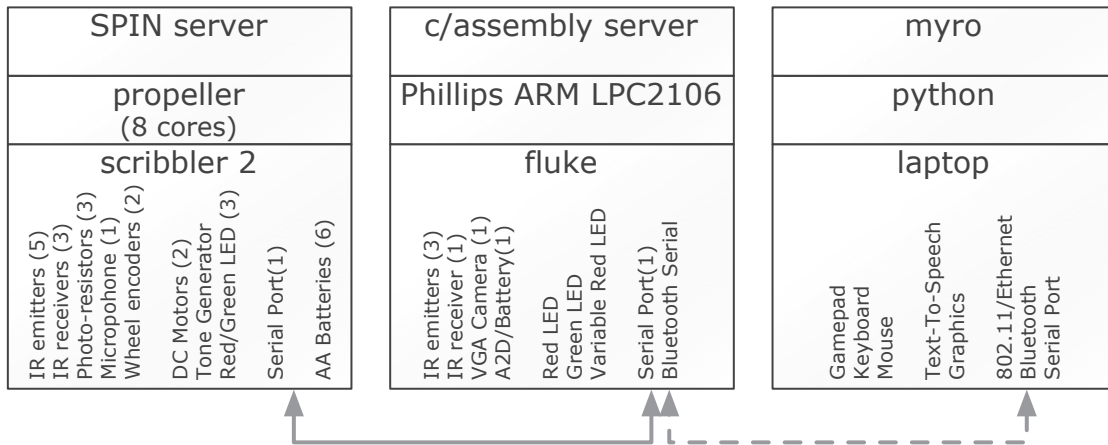 SPIN server
propeller
(8 cores)
scribbler 2
IR emitters (5)
IR receivers (3)
Photo-resistors (3)
Micropohone (1)
Wheel encoders (2)
DC Motors (2)
Tone Generator
Red/Green LED (3)
Serial Port(1)
AA Batteries (6)
c/assembly server
Phillips ARM LPC2106
fluke
IR emitters (3)
IR receiver (1)
VGA Camera (1)
A2D/Battery(1)
Red LED
Green LED
Variable Red LED
Serial Port(1)
Bluetooth Serial
myro
python
laptop
Gamepad
Keyboard
Mouse
Text-To-Speech
Graphics
802.11/Ethernet
Bluetooth
Serial Port